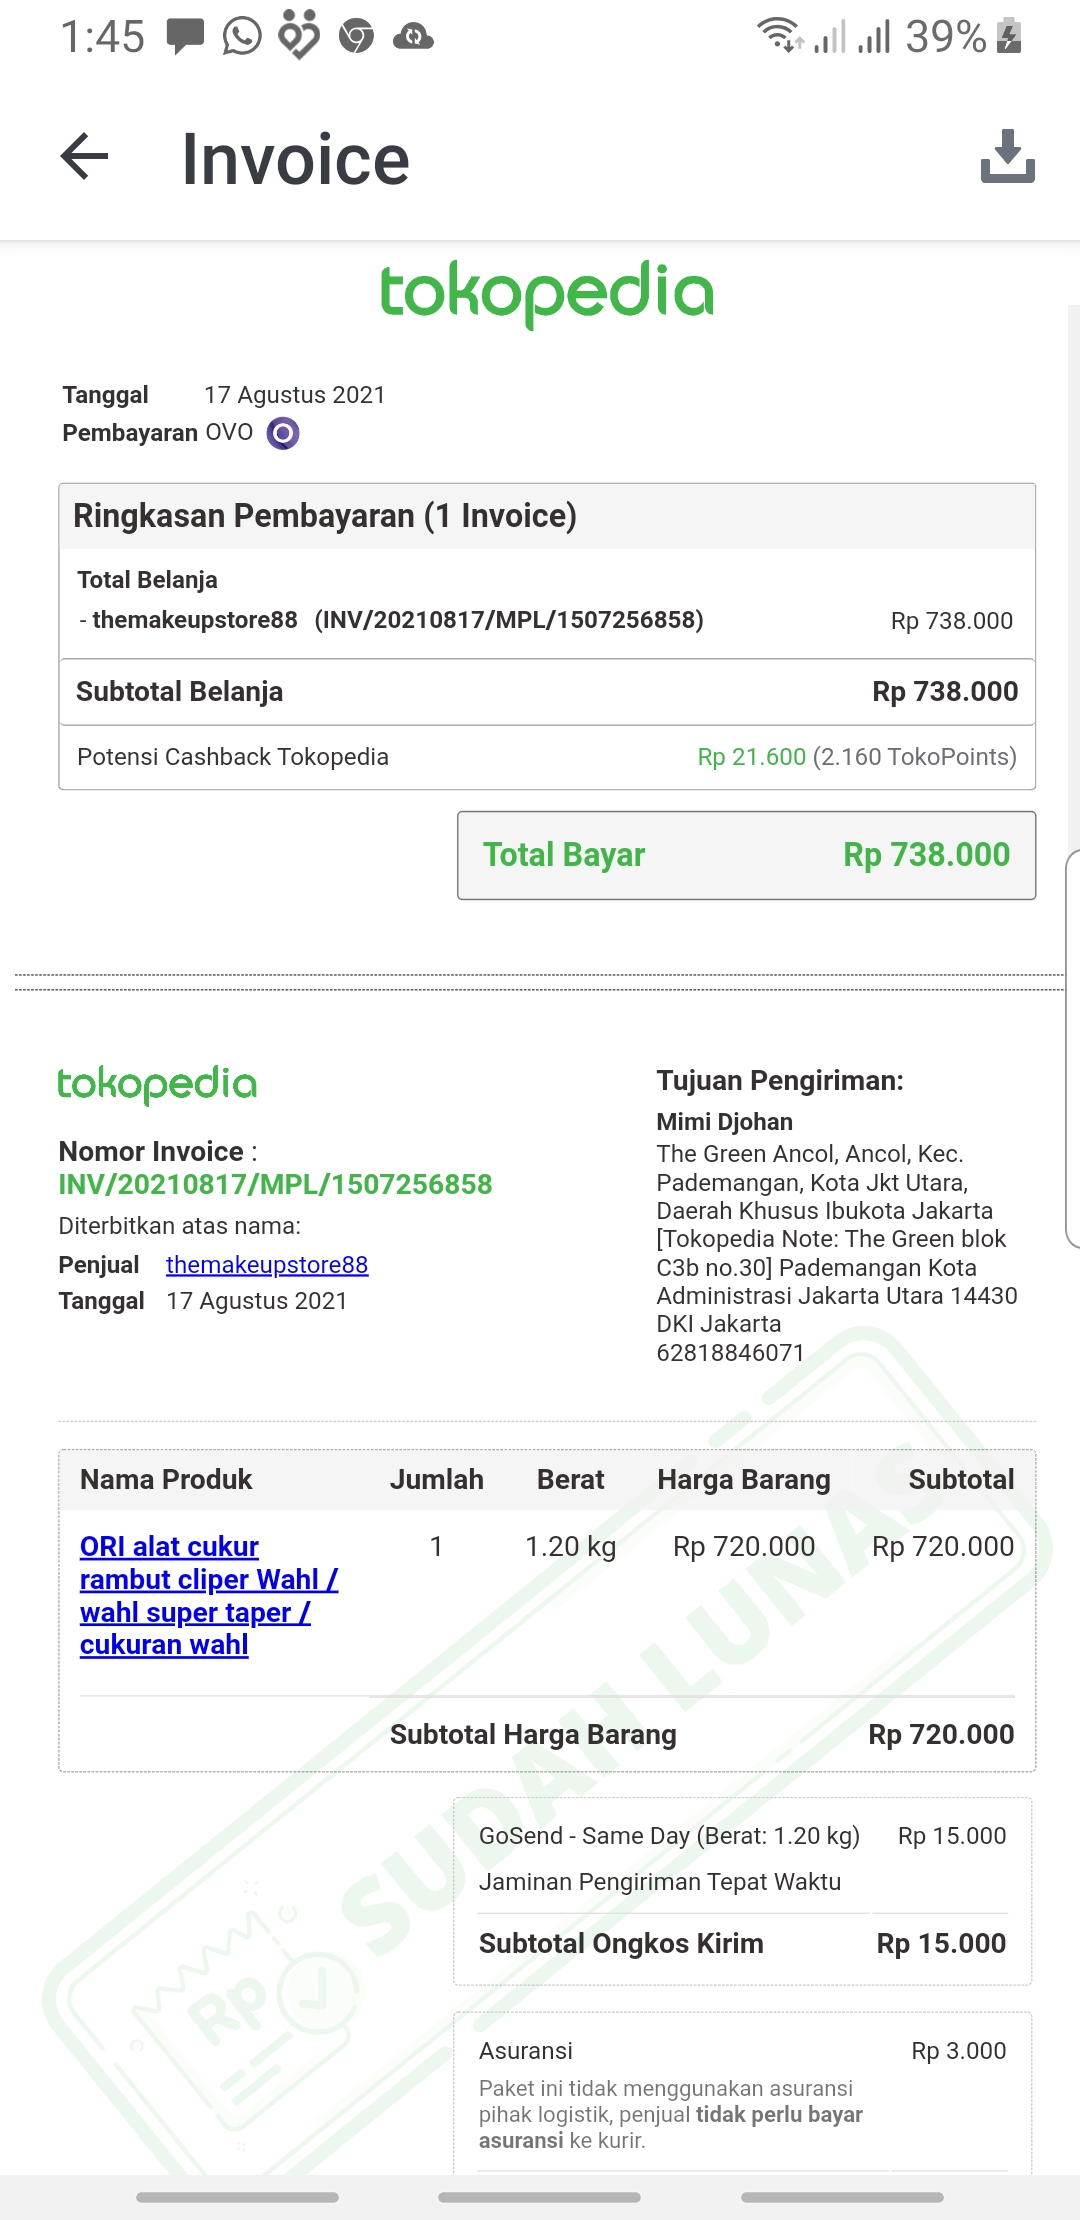 1:45
39%
Invoice
tokopedia
Tanggal 17 Agustus 2021
Pembayaran OVO
Ringkasan Pembayaran (1 Invoice)
Total Belanja
- themakeupstore88 (INV/20210817/MPL/1507256858) Rp 738.000
Subtotal Belanja Rp 738.000
Potensi Cashback Tokopedia Rp 21.600 (2.160 TokoPoints)
Total Bayar Rp 738.000
tokopedia
Nomor Invoice :
INV/20210817/MPL/1507256858
Diterbitkan atas nama:
Penjual themakeupstore88
Tanggal 17 Agustus 2021
Tujuan Pengiriman:
Mimi Djohan
The Green Ancol, Ancol, Kec.
Pademangan, Kota Jkt Utara,
Daerah Khusus Ibukota Jakarta
[Tokopedia Note: The Green blok
C3b no.30] Pademangan Kota
Administrasi Jakarta Utara 14430
DKI Jakarta
62818846071
Nama Produk Jumlah Berat Harga Barang Subtotal
ORI alat cukur 1 1.20 kg Rp 720.000 Rp 720.000
rambut cliper Wahl /
wahl super taper /
cukuran wahl
Subtotal Harga Barang Rp 720.000
GoSend - Same Day (Berat: 1.20 kg) Rp 15.000
Jaminan Pengiriman Tepat Waktu
Subtotal Ongkos Kirim Rp 15.000
Asuransi Rp 3.000
Paket ini tidak menggunakan asuransi
pihak logistik, penjual tidak perlu bayar
asuransi ke kurir.
SUDAH LUNAS
Rp